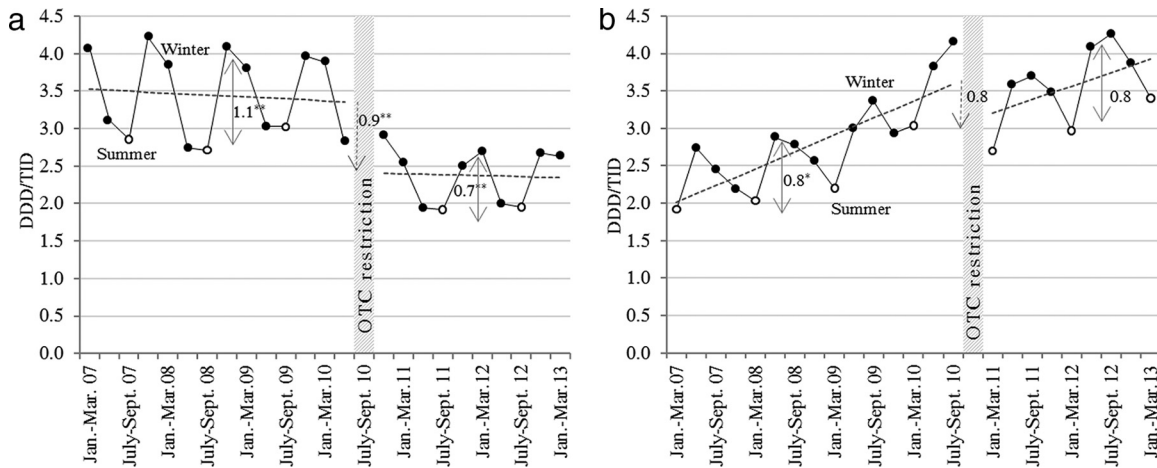 a
DDD/TID
4.5
4.0
3.5
3.0
2.5
2.0
1.5
1.0
0.5
0.0
Winter
Summer
1.1**
0.9**
0.7**
OTC restriction
Jan.-Mar. 07
July-Sept. 07
Jan.-Mar.08
July-Sept. 08
Jan.-Mar. 09
July-Sept. 09
Jan.-Mar. 10
July-Sept. 10
Jan.-Mar.11
July-Sept. 11
Jan.-Mar. 12
July-Sept. 12
Jan.-Mar. 13
b
DDD/TID
4.5
4.0
3.5
3.0
2.5
2.0
1.5
1.0
0.5
0.0
Winter
Summer
0.8*
0.8
0.8
OTC restriction
Jan.-Mar. 07
July-Sept. 07
Jan.-Mar. 08
July-Sept. 08
Jan.-Mar. 09
July-Sept. 09
Jan.-Mar. 10
July-Sept. 10
Jan.-Mar. 11
July-Sept. 11
Jan.-Mar. 12
July-Sept. 12
Jan.-Mar. 13